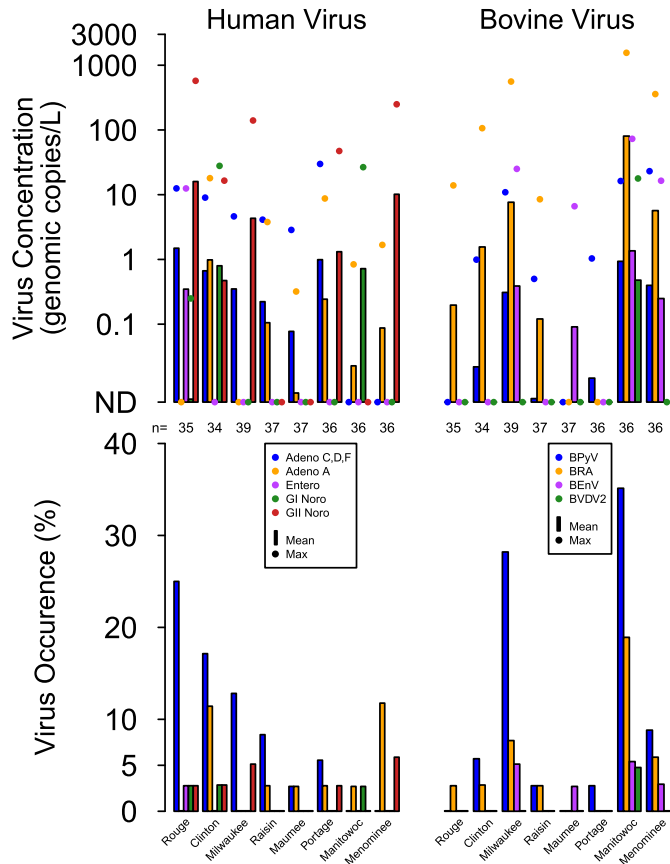 Human Virus Bovine Virus
Virus Concentration
(genomic copies/L)
3000
1000
100
10
1
0.1
ND
n= 35 34 39 37 37 36 36 36 35 34 39 37 37 36 36 36
Virus Occurence (%)
40
30
20
10
5
0
Adeno C,D,F
Adeno A
Entero
GI Noro
GII Noro
Mean
Max
BPyV
BRA
BEnV
BVDV2
Mean
Max
Rouge Clinton Milwaukee Raisin Maumee Portage Manitowoc Menominee Rouge Clinton Milwaukee Raisin Maumee Portage Manitowoc Menominee